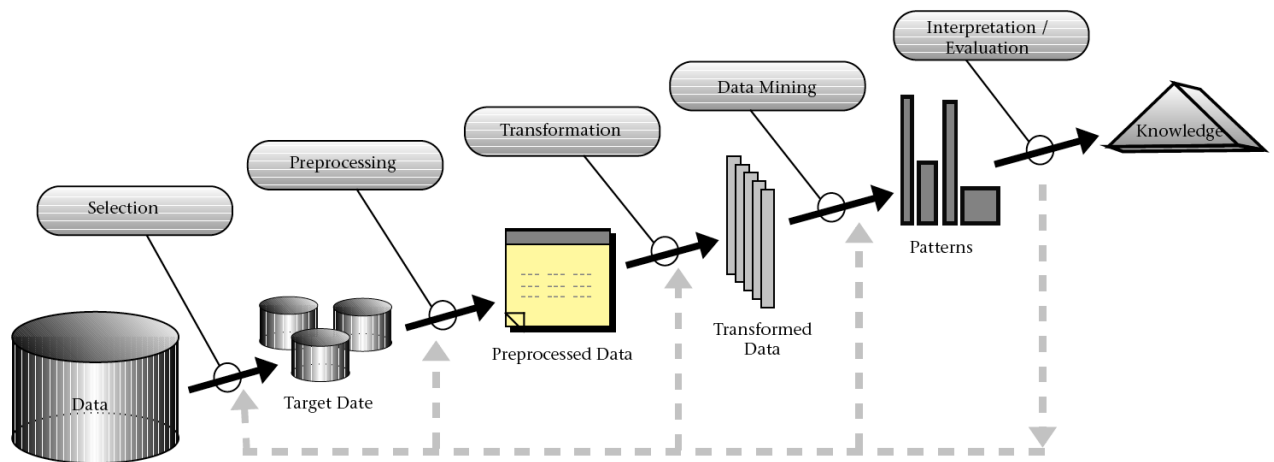 Interpretation /
Evaluation
Data Mining
Transformation
Preprocessing
Selection
Knowledge
Patterns
Transformed
Data
Preprocessed Data
Target Date
Data